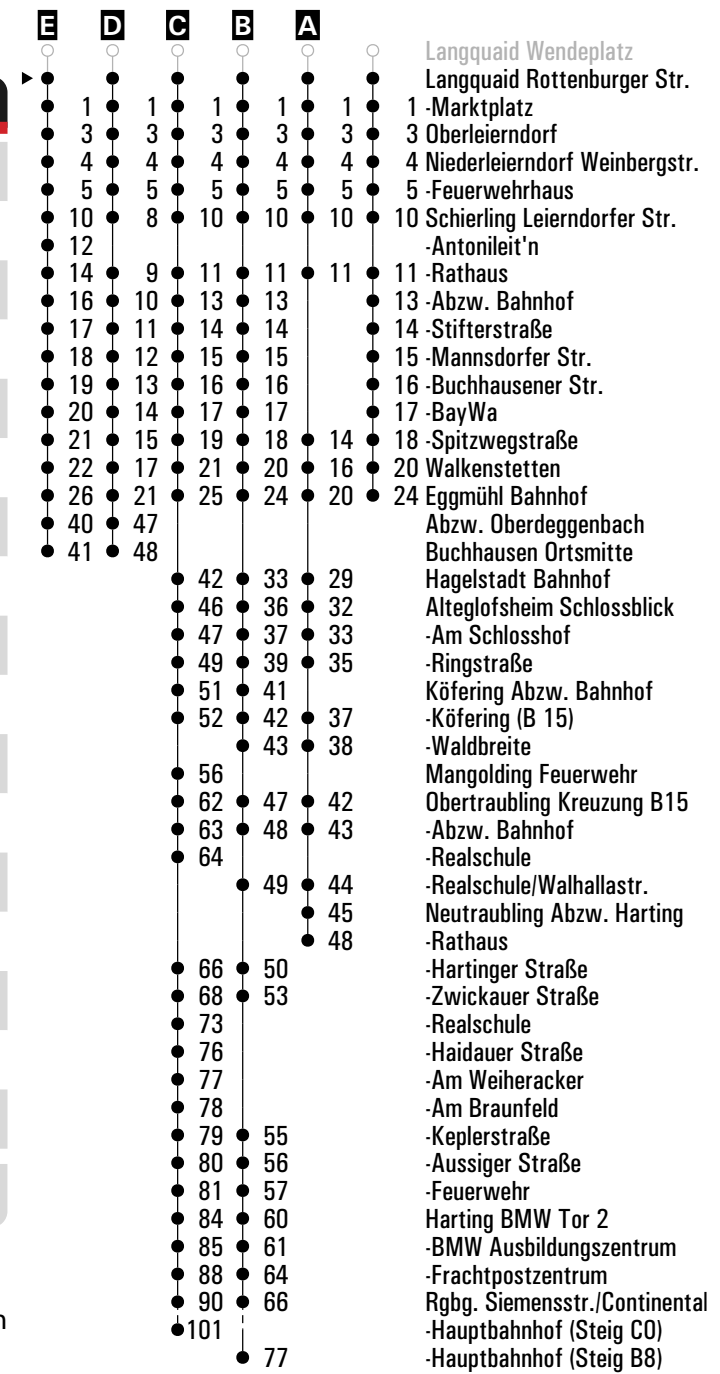 E D C B A
Langquaid Wendeplatz
Langquaid Rottenburger Str.
1 1 1 1 1 1 -Marktplatz
3 3 3 3 3 3 Oberleierndorf
4 4 4 4 4 4 Niederleierndorf Weinbergstr.
5 5 5 5 5 5 -Feuerwehrhaus
10 8 10 10 10 10 Schierling Leierndorfer Str.
12 -Antonileit'n
14 9 11 11 11 11 -Rathaus
16 10 13 13 13 -Abzw. Bahnhof
17 11 14 14 14 -Stifterstraße
18 12 15 15 15 -Mannsdorfer Str.
19 13 16 16 16 -Buchhausener Str.
20 14 17 17 17 -BayWa
21 15 19 18 14 18 -Spitzwegstraße
22 17 21 20 16 20 Walkenstetten
26 21 25 24 20 24 Eggmühl Bahnhof
40 47 Abzw. Oberdeggenbach
41 48 Buchhausen Ortsmitte
42 33 29 Hagelstadt Bahnhof
46 36 32 Alteglofsheim Schlossblick
47 37 33 -Am Schlosshof
49 39 35 -Ringstraße
51 41 Köfering Abzw. Bahnhof
52 42 37 -Köfering (B 15)
43 38 -Waldbreite
56 Mangolding Feuerwehr
62 47 42 Obertraubling Kreuzung B15
63 48 43 -Abzw. Bahnhof
64 -Realschule
49 44 -Realschule/Walhallastr.
45 Neutraubling Abzw. Harting
48 -Rathaus
66 50 -Hartinger Straße
68 53 -Zwickauer Straße
73 -Realschule
76 -Haidauer Straße
77 -Am Weiheracker
78 -Am Braunfeld
79 55 -Keplerstraße
80 56 -Aussiger Straße
81 57 -Feuerwehr
84 60 Harting BMW Tor 2
85 61 -BMW Ausbildungszentrum
88 64 -Frachtpostzentrum
90 66 Rgbg. Siemensstr./Continental
101 -Hauptbahnhof (Steig C0)
77 -Hauptbahnhof (Steig B8)